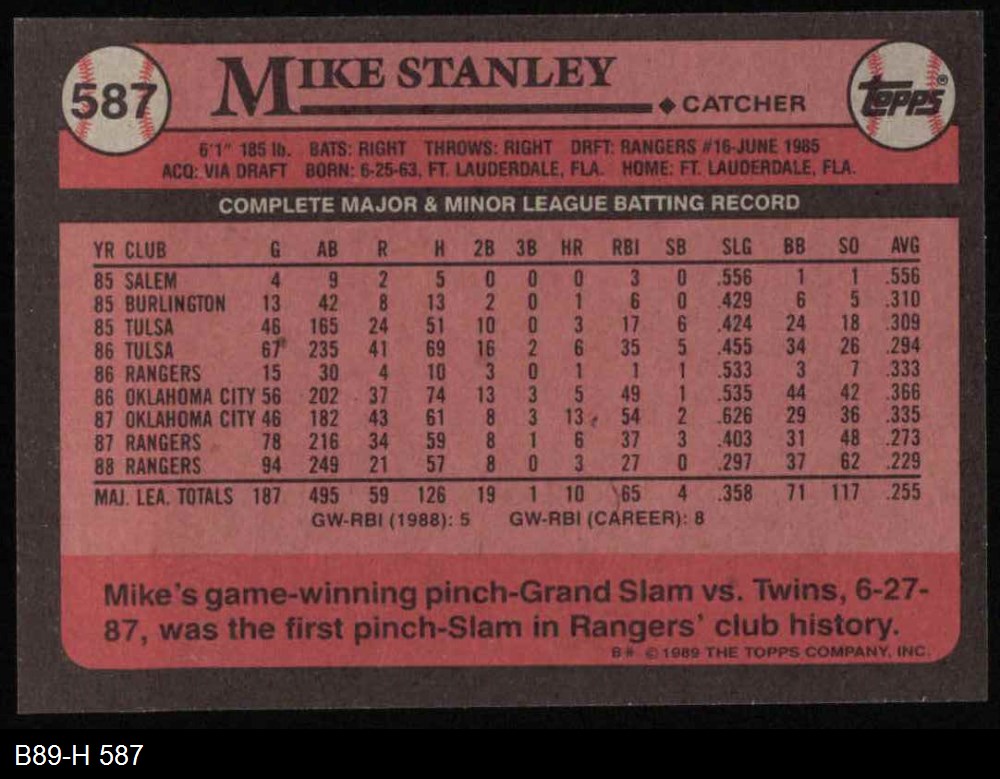 587
MIKE STANLEY
◆ CATCHER
TOPPS®
6'1" 185 lb. BATS: RIGHT THROWS: RIGHT DRFT: RANGERS #16-JUNE 1985
ACQ: VIA DRAFT BORN: 6-25-63, FT. LAUDERDALE, FLA. HOME: FT. LAUDERDALE, FLA.
COMPLETE MAJOR & MINOR LEAGUE BATTING RECORD
YR CLUB G AB R H 2B 3B HR RBI SB SLG BB SO AVG
85 SALEM 4 9 2 5 0 0 0 3 0 .556 1 1 .556
85 BURLINGTON 13 42 8 13 2 0 1 6 0 .429 6 5 .310
85 TULSA 46 165 24 51 10 0 3 17 6 .424 24 18 .309
86 TULSA 67 235 41 69 16 2 6 35 5 .455 34 26 .294
86 RANGERS 15 30 4 10 3 0 1 1 1 .533 3 7 .333
86 OKLAHOMA CITY 56 202 37 74 13 3 5 49 1 .535 44 42 .366
87 OKLAHOMA CITY 46 182 43 61 8 3 13 54 2 .626 29 36 .335
87 RANGERS 78 216 34 59 8 1 6 37 3 .403 31 48 .273
88 RANGERS 94 249 21 57 8 0 3 27 0 .297 37 62 .229
MAJ. LEA. TOTALS 187 495 59 126 19 1 10 65 4 .358 71 117 .255
GW-RBI (1988): 5 GW-RBI (CAREER): 8
Mike's game-winning pinch-Grand Slam vs. Twins, 6-27-
87, was the first pinch-Slam in Rangers' club history.
B# © 1989 THE TOPPS COMPANY, INC.
B89-H 587